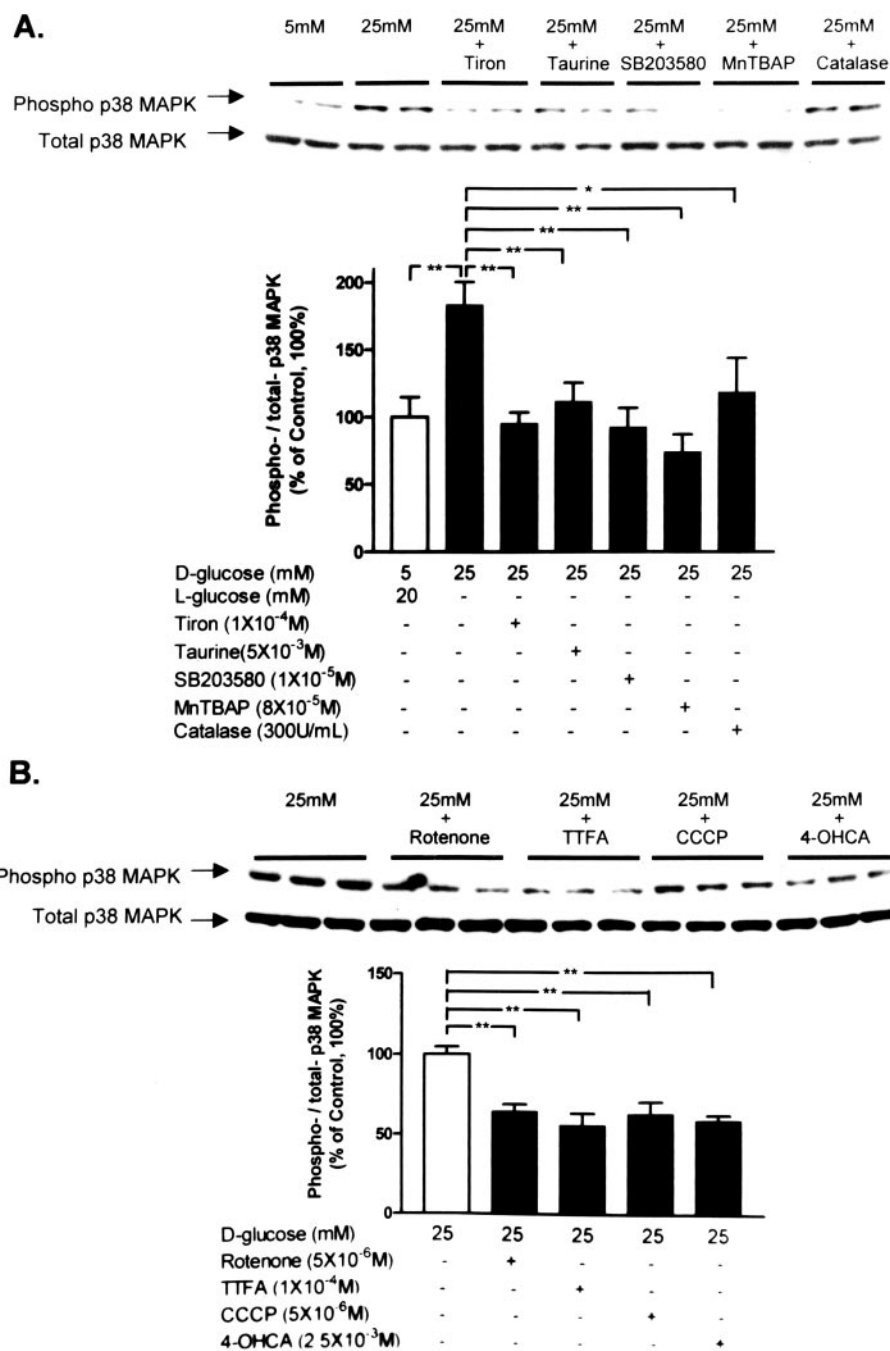 A.
5mM 25mM 25mM 25mM 25mM 25mM 25mM
+ + + + +
Tiron Taurine SB203580 MnTBAP Catalase
Phospho p38 MAPK
Total p38 MAPK
*
**
**
**
** **
Phospho- / total- p38 MAPK
(% of Control, 100%)
200
150
100
50
0
D-glucose (mM) 5 25 25 25 25 25 25
L-glucose (mM) 20 - - - - - -
Tiron (1X10⁻⁴M) - - + - - - -
Taurine(5X10⁻³M) - - - + - - -
SB203580 (1X10⁻⁵M) - - - - + - -
MnTBAP (8X10⁻⁵M) - - - - - + -
Catalase (300U/mL) - - - - - - +
B.
25mM 25mM 25mM 25mM 25mM
+ + + +
Rotenone TTFA CCCP 4-OHCA
Phospho p38 MAPK
Total p38 MAPK
**
**
**
**
Phospho- / total- p38 MAPK
(% of Control, 100%)
150
100
50
0
D-glucose (mM) 25 25 25 25 25
Rotenone (5X10⁻⁶M) - + - - -
TTFA (1X10⁻⁴M) - - + - -
CCCP (5X10⁻⁶M) - - - + -
4-OHCA (2 5X10⁻³M) - - - - +